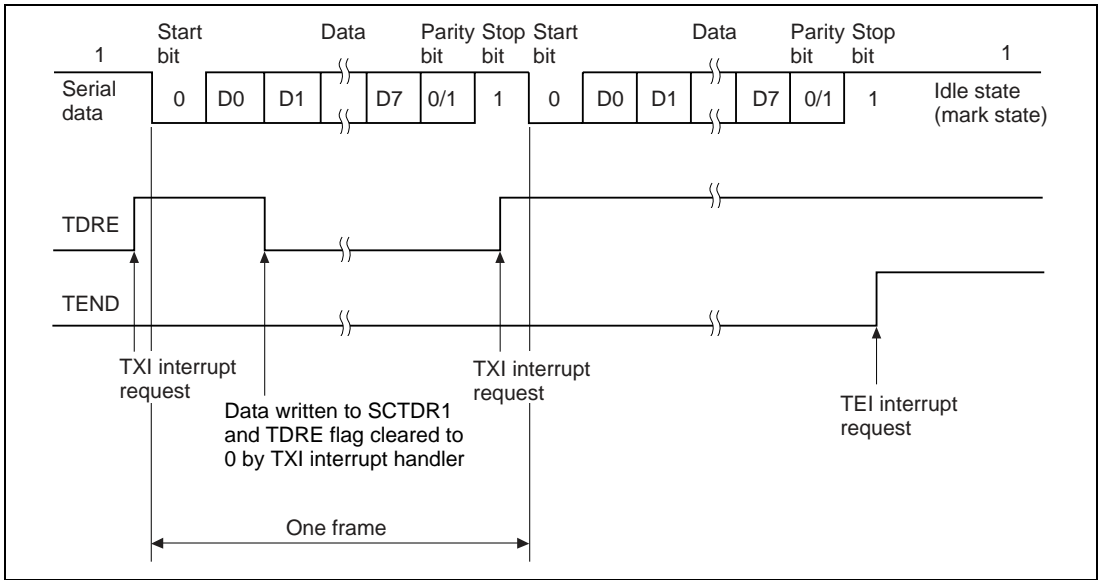 Start bit
Data
Parity bit
Stop bit
Start bit
Data
Parity bit
Stop bit
1
1
Serial data
0
D0
D1
D7
0/1
1
0
D0
D1
D7
0/1
1
Idle state
(mark state)
TDRE
TEND
TXI interrupt
request
TXI interrupt
request
Data written to SCTDR1
and TDRE flag cleared to
0 by TXI interrupt handler
TEI interrupt
request
One frame